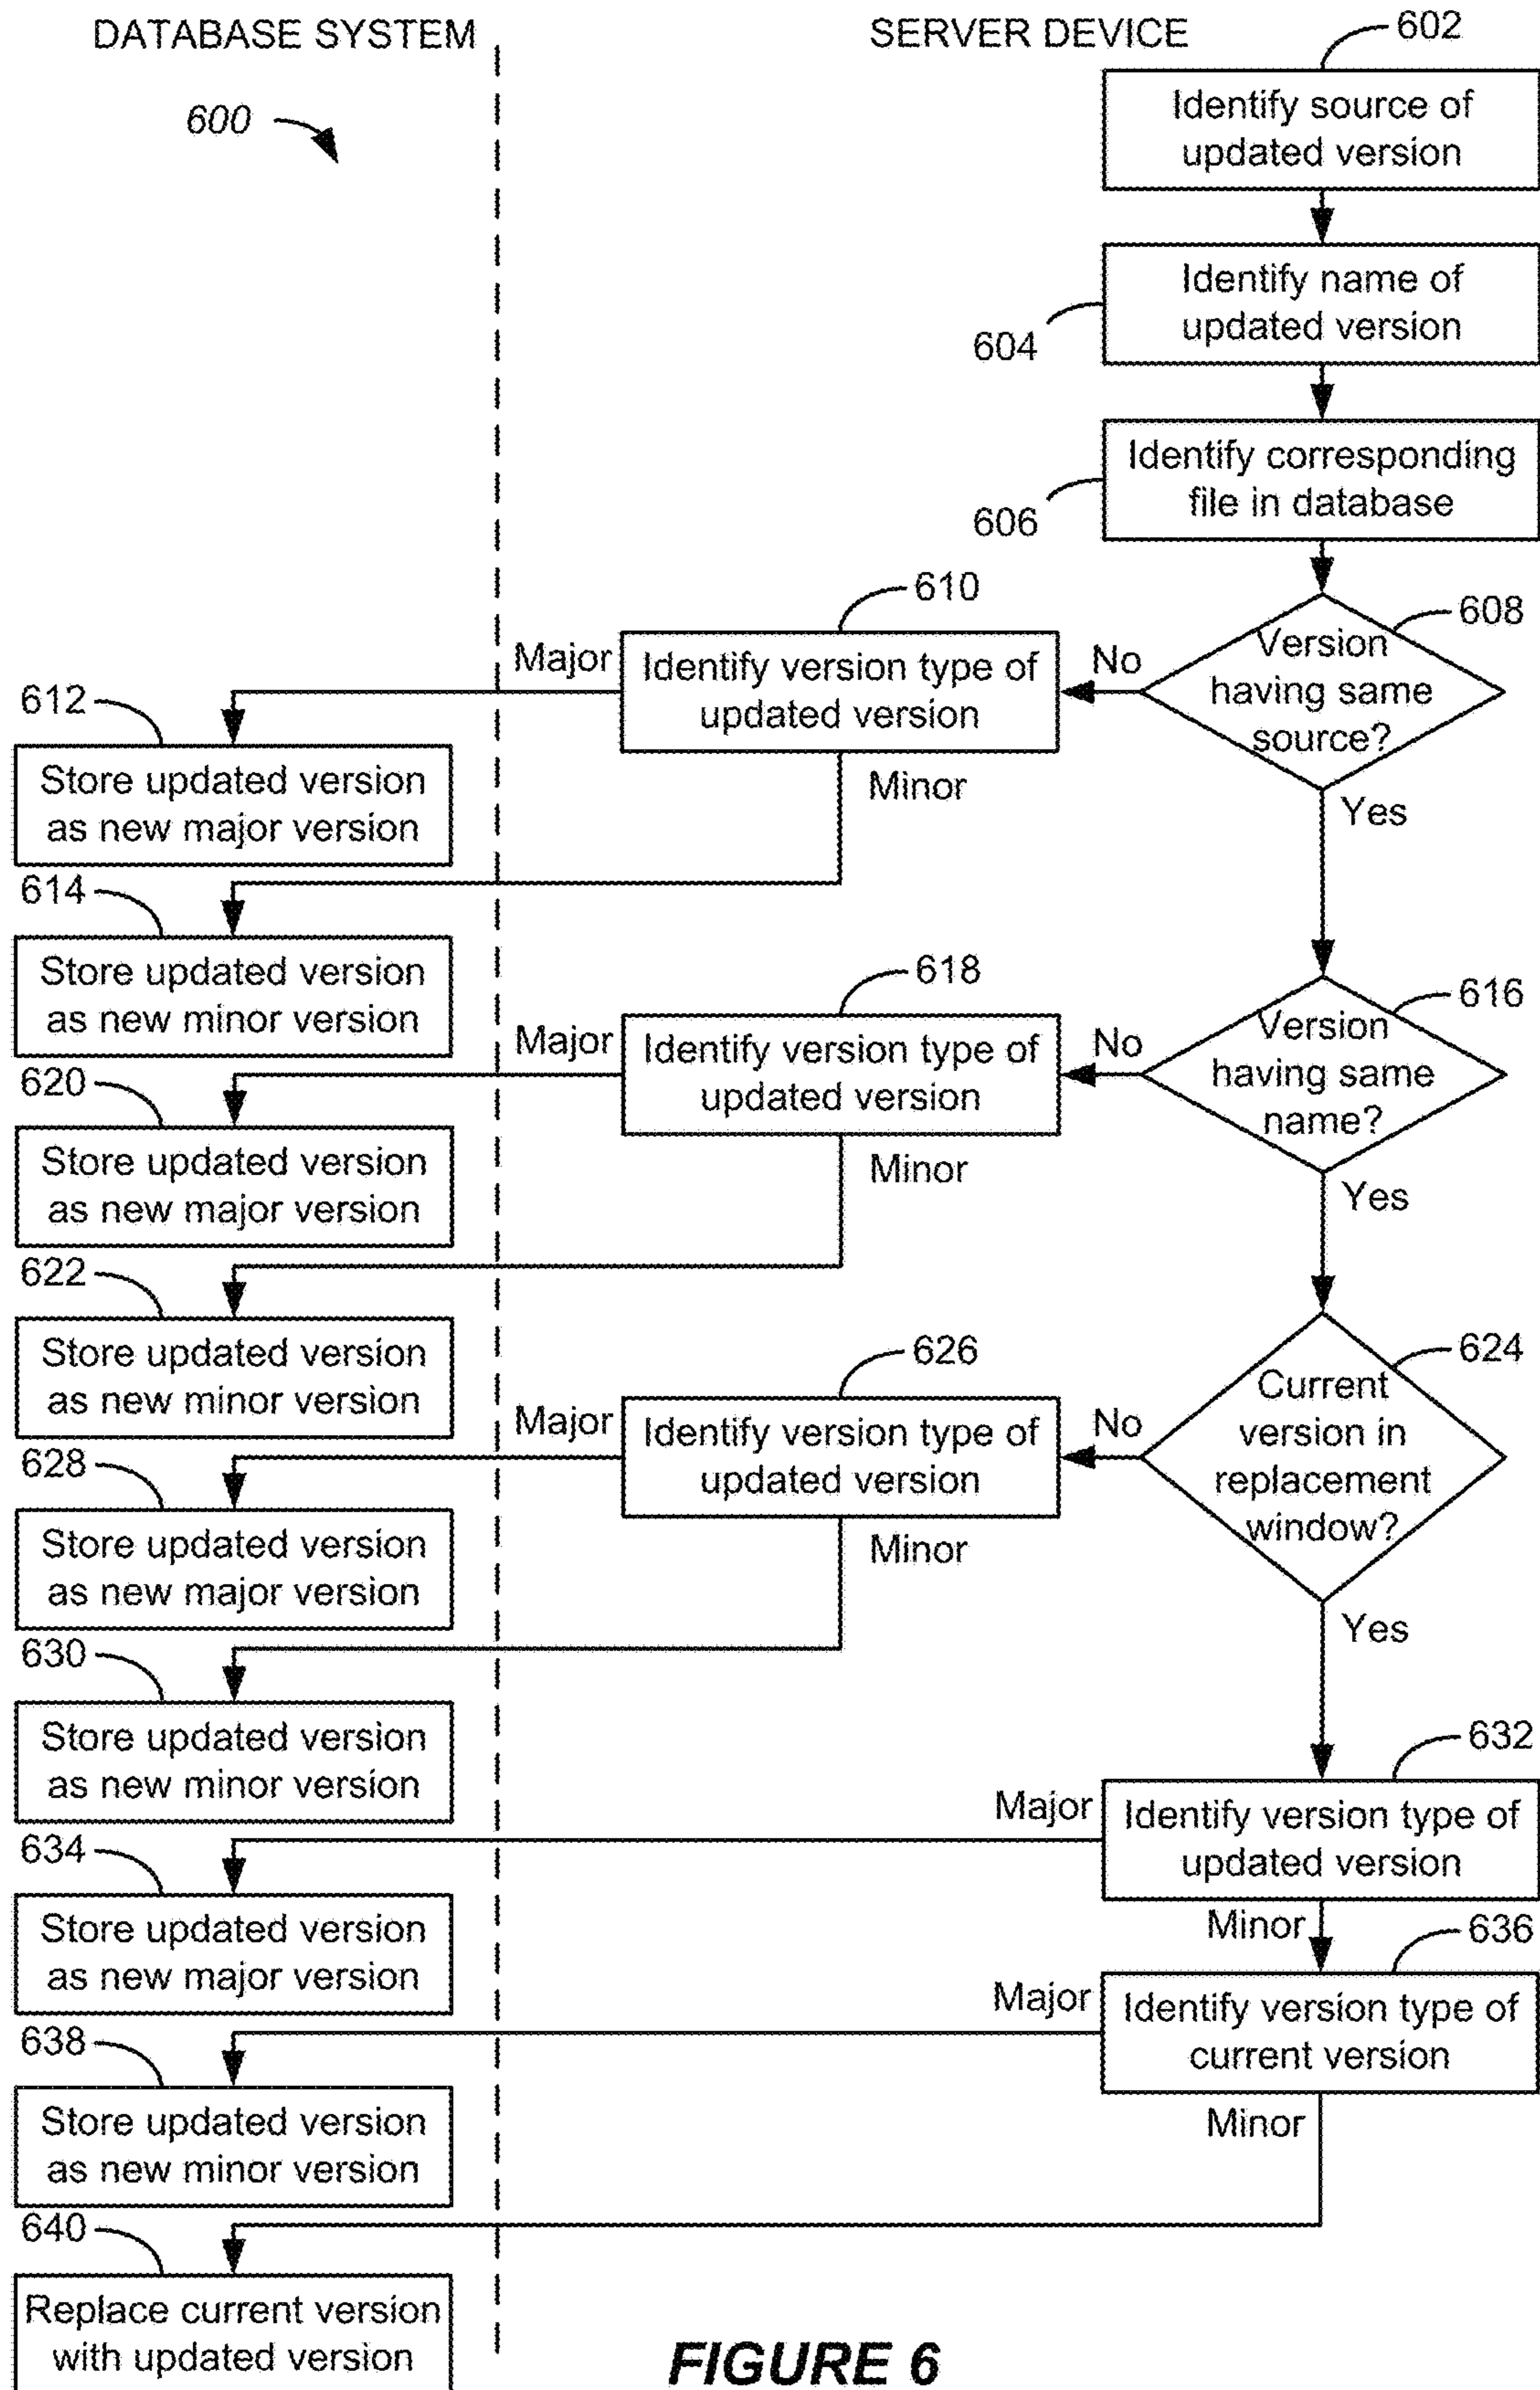 DATABASE SYSTEM
SERVER DEVICE
600
602
Identify source of
updated version
604
Identify name of
updated version
606
Identify corresponding
file in database
608
Version
having same
source?
No
Yes
610
Identify version type of
updated version
Major
Minor
612
Store updated version
as new major version
614
Store updated version
as new minor version
616
Version
having same
name?
No
Yes
618
Identify version type of
updated version
Major
Minor
620
Store updated version
as new major version
622
Store updated version
as new minor version
624
Current
version in
replacement
window?
No
Yes
626
Identify version type of
updated version
Major
Minor
628
Store updated version
as new major version
630
Store updated version
as new minor version
632
Identify version type of
updated version
Major
Minor
634
Store updated version
as new major version
636
Identify version type of
current version
Major
Minor
638
Store updated version
as new minor version
640
Replace current version
with updated version
FIGURE 6